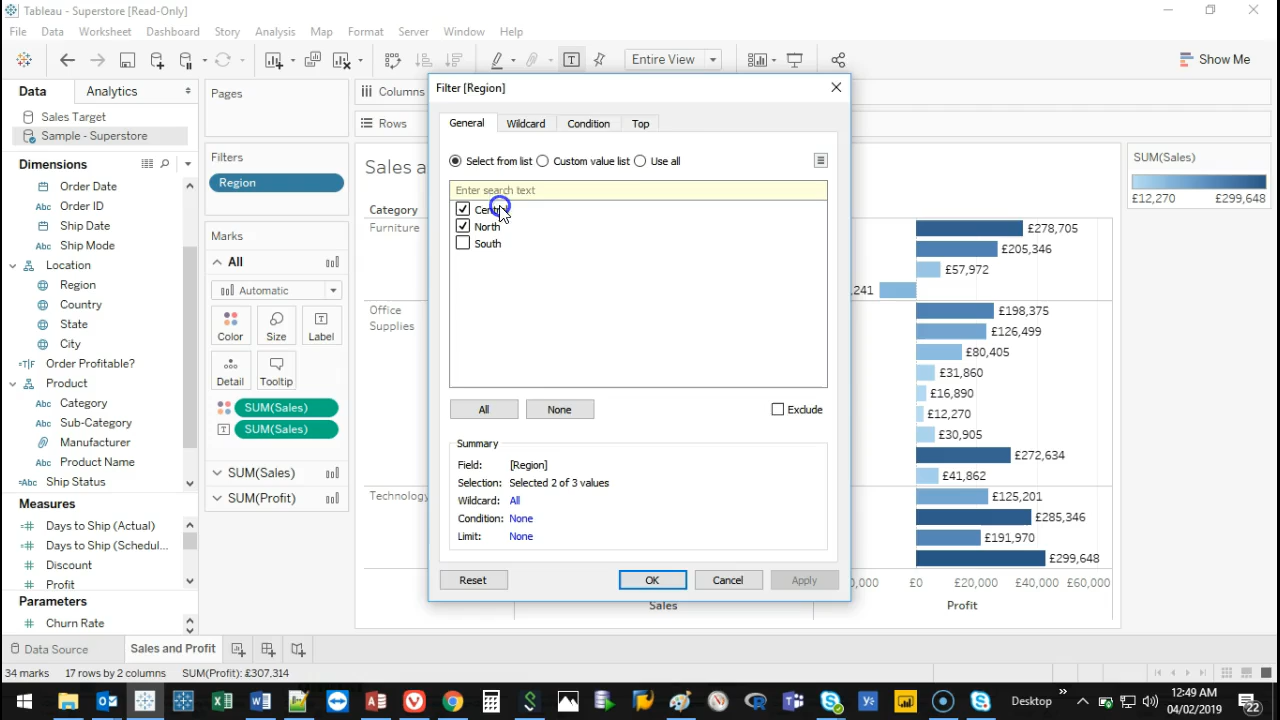 Tableau - Superstore [Read-Only]
File Data Worksheet Dashboard Story Analysis Map Format Server Window Help
Entire View
Show Me
Data Analytics
Sales Target
Sample - Superstore
Dimensions
Order Date
Abc Order ID
Ship Date
Abc Ship Mode
Location
Region
Country
State
City
=T|F Order Profitable?
Product
Abc Category
Abc Sub-Category
Manufacturer
Abc Product Name
=Abc Ship Status
Measures
=# Days to Ship (Actual)
=# Days to Ship (Schedul...
# Discount
# Profit
Parameters
# Churn Rate
Pages
Filters
Region
Marks
All
Automatic
Color Size Label
Detail Tooltip
SUM(Sales)
SUM(Sales)
SUM(Sales)
SUM(Profit)
Columns
Rows
Sales a
Category
Furniture
Office
Supplies
Technology
Filter [Region]
General Wildcard Condition Top
Select from list Custom value list Use all
Enter search text
North
South
All None Exclude
Summary
Field: [Region]
Selection: Selected 2 of 3 values
Wildcard: All
Condition: None
Limit: None
Reset OK Cancel Apply
£278,705
£205,346
£57,972
241
£198,375
£126,499
£80,405
£31,860
£16,890
£12,270
£30,905
£272,634
£41,862
£125,201
£285,346
£191,970
£299,648
0,000 £0 £20,000 £40,000 £60,000
Sales Profit
SUM(Sales)
£12,270 £299,648
Data Source Sales and Profit
34 marks 17 rows by 2 columns SUM(Profit): £307,314
Desktop
12:49 AM
04/02/2019
22